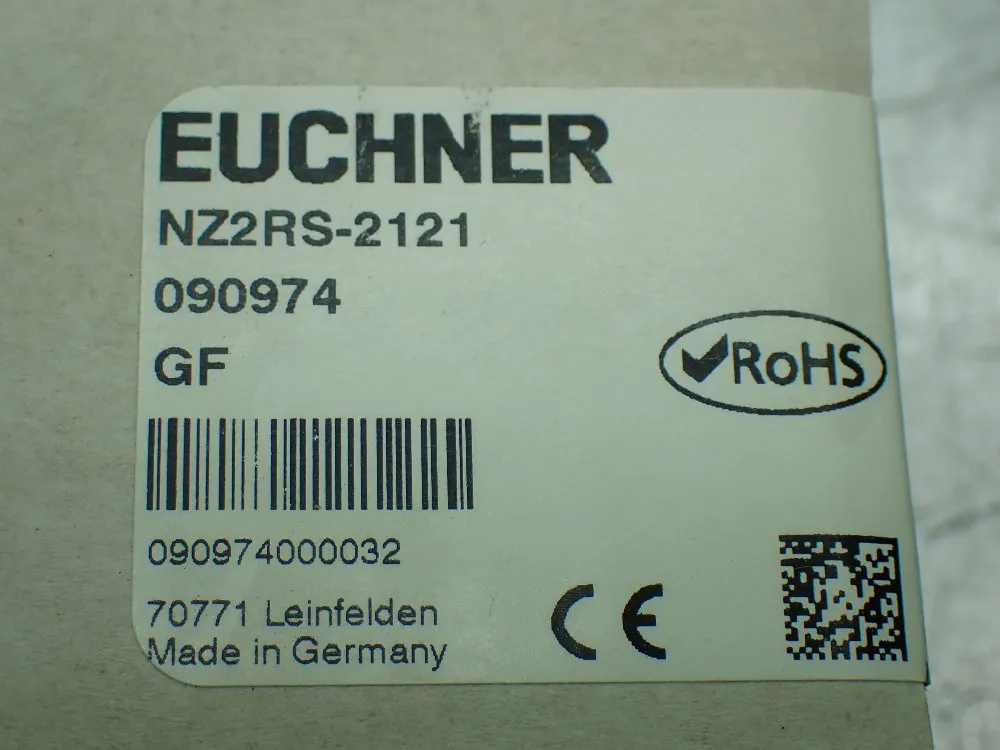 EUCHNER
NZ2RS-2121
090974
GF
RoHS
090974000032
70771 Leinfelden
Made in Germany
CE